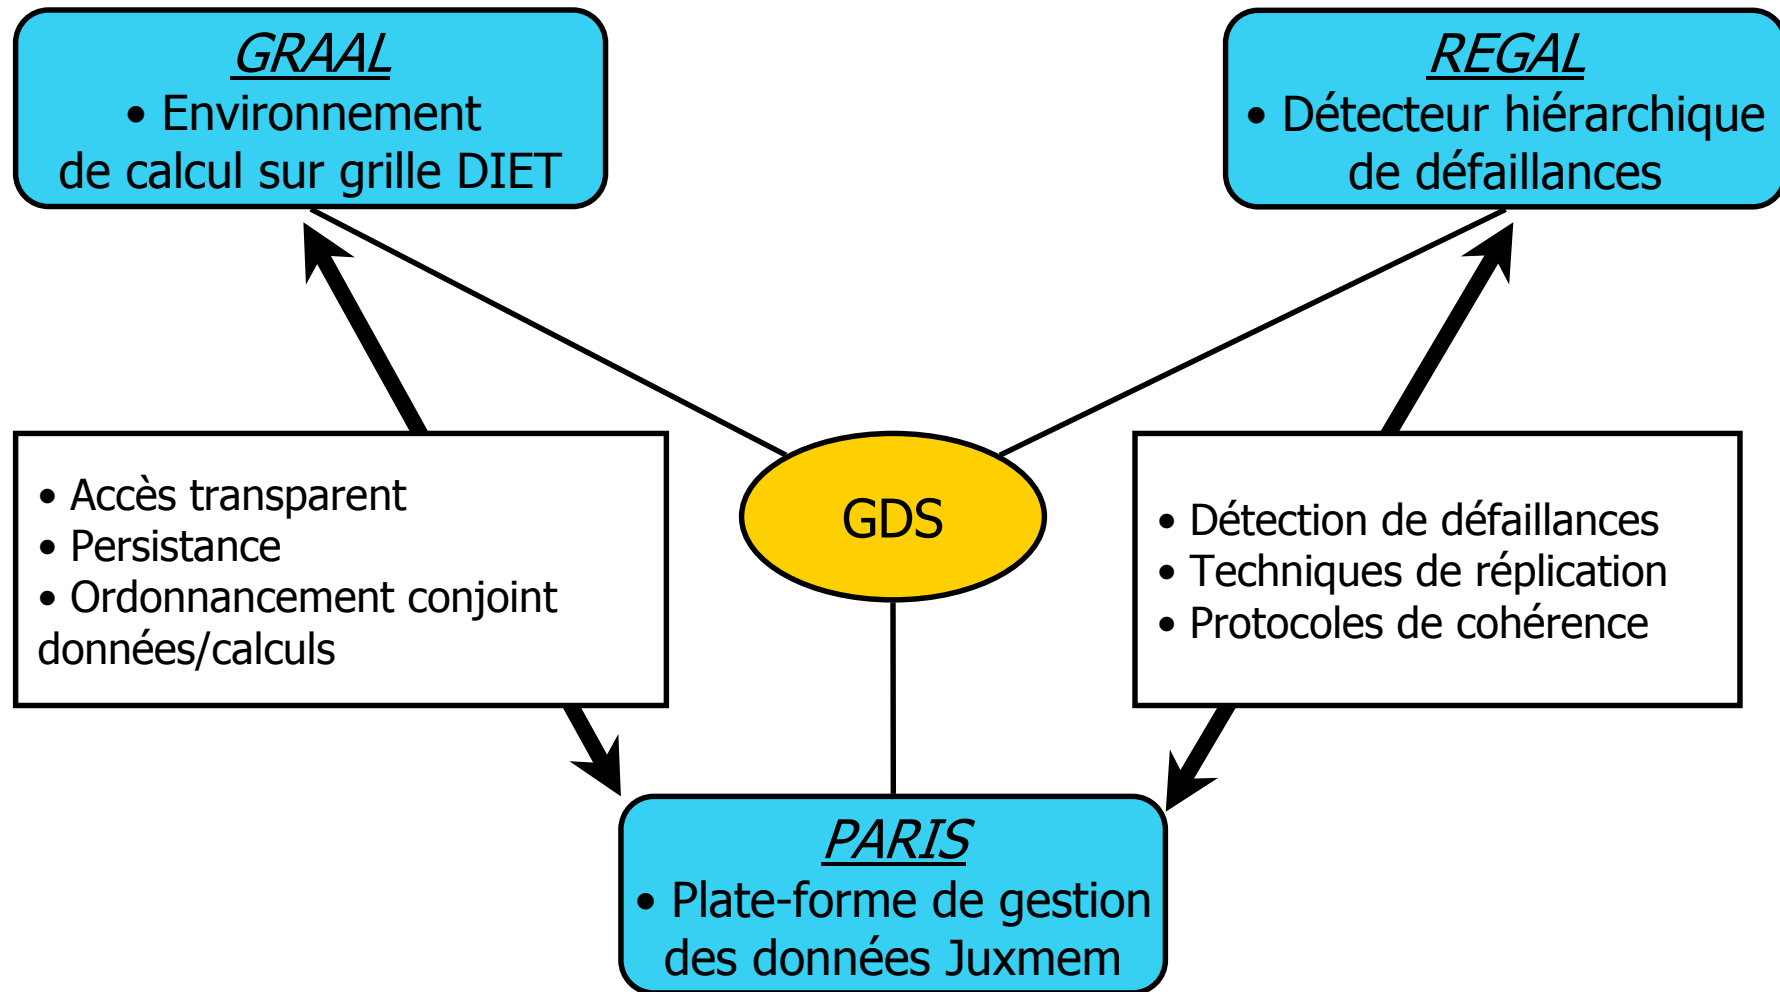 GRAAL
• Environnement
de calcul sur grille DIET
REGAL
• Détecteur hiérarchique
de défaillances
• Accès transparent
• Persistance
• Ordonnancement conjoint
données/calculs
GDS
• Détection de défaillances
• Techniques de réplication
• Protocoles de cohérence
PARIS
• Plate-forme de gestion
des données Juxmem